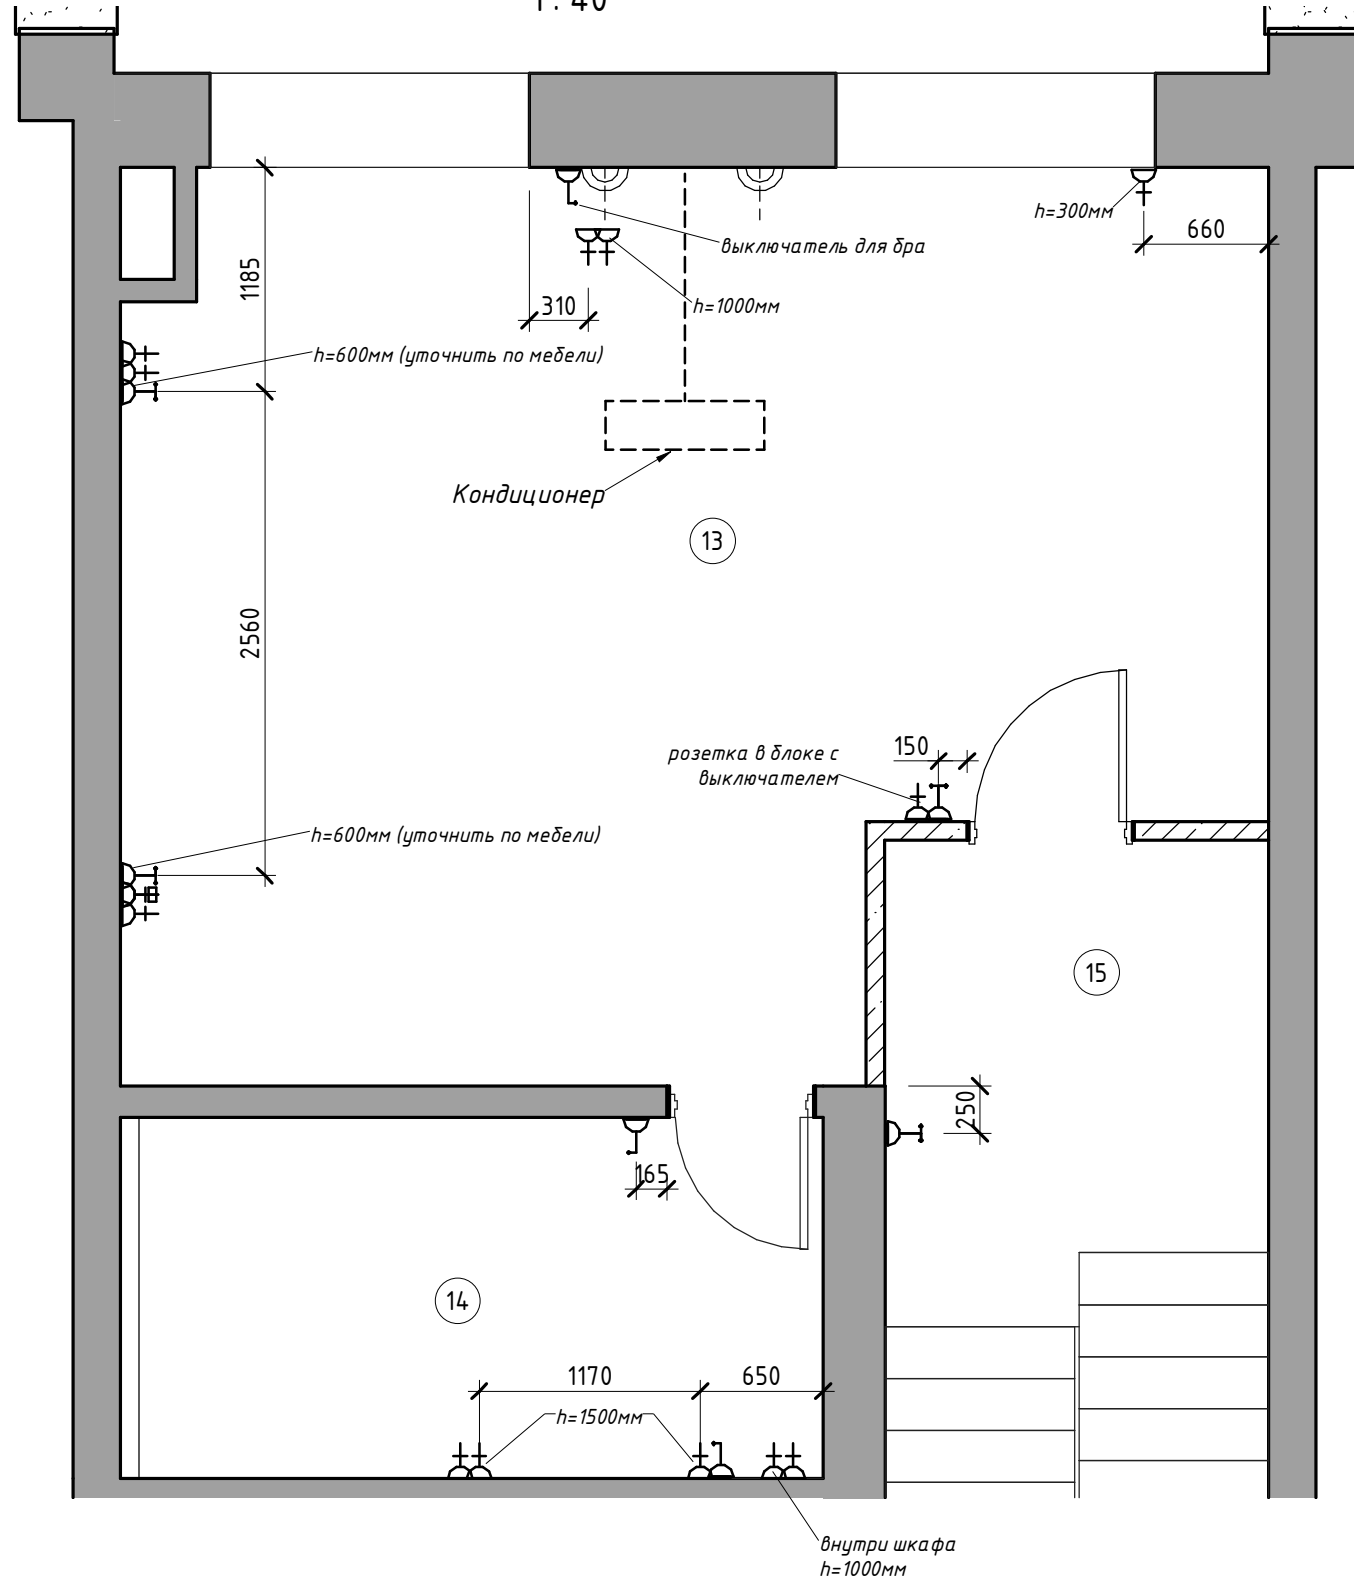 1:40
h=300мм
660
выключатель для бра
1185
310
h=1000мм
h=600мм (уточнить по мебели)
Кондиционер
13
2560
розетка в блоке с
выключателем
150
h=600мм (уточнить по мебели)
15
250
165
14
1170
650
h=1500мм
внутри шкафа
h=1000мм